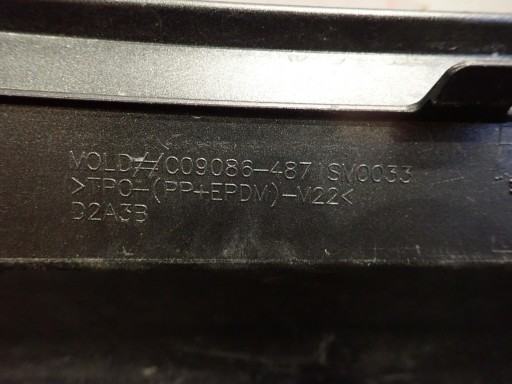 MOLD# C09086-487 ISM0033
>TPO-(PP+EPDM)-M22<
D2A3B